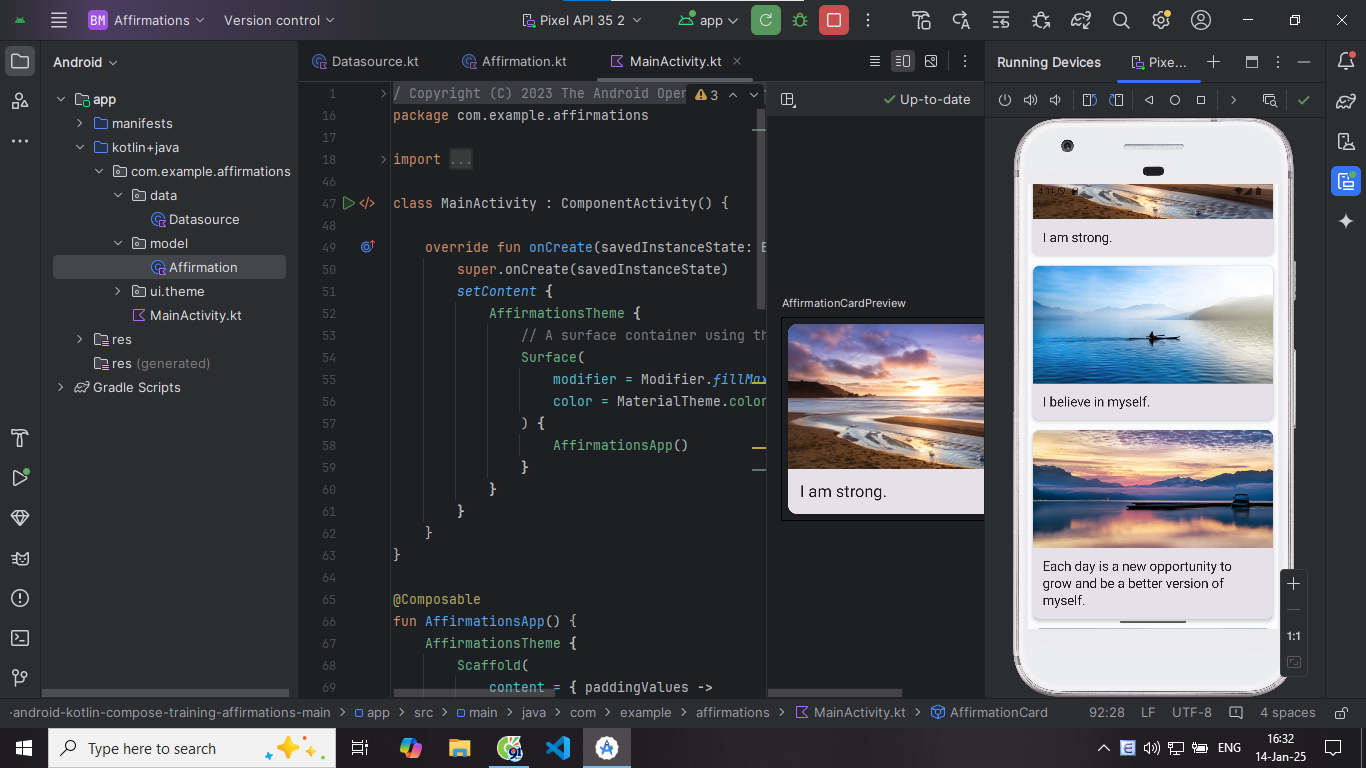 BM Affirmations Version control Pixel API 35 2 app
Android
Datasource.kt Affirmation.kt MainActivity.kt
Running Devices Pixe...
app
manifests
kotlin+java
com.example.affirmations
data
Datasource
model
Affirmation
ui.theme
MainActivity.kt
res
res (generated)
Gradle Scripts
3
1 / Copyright (C) 2023 The Android Oper
16 package com.example.affirmations
17
18 import ...
46
47 class MainActivity : ComponentActivity() {
48
49 override fun onCreate(savedInstanceState: B
50 super.onCreate(savedInstanceState)
51 setContent {
52 AffirmationsTheme {
53 // A surface container using th
54 Surface(
55 modifier = Modifier.fillMax
56 color = MaterialTheme.color
57 ) {
58 AffirmationsApp()
59 }
60 }
61 }
62 }
63 }
64
65 @Composable
66 fun AffirmationsApp() {
67 AffirmationsTheme {
68 Scaffold(
69 content = { paddingValues ->
Up-to-date
AffirmationCardPreview
I am strong.
I am strong.
I believe in myself.
Each day is a new opportunity to
grow and be a better version of
myself.
1:1
-android-kotlin-compose-training-affirmations-main > app > src > main > java > com > example > affirmations > MainActivity.kt > AffirmationCard
92:28 LF UTF-8 4 spaces
Type here to search
ENG
16:32
14-Jan-25